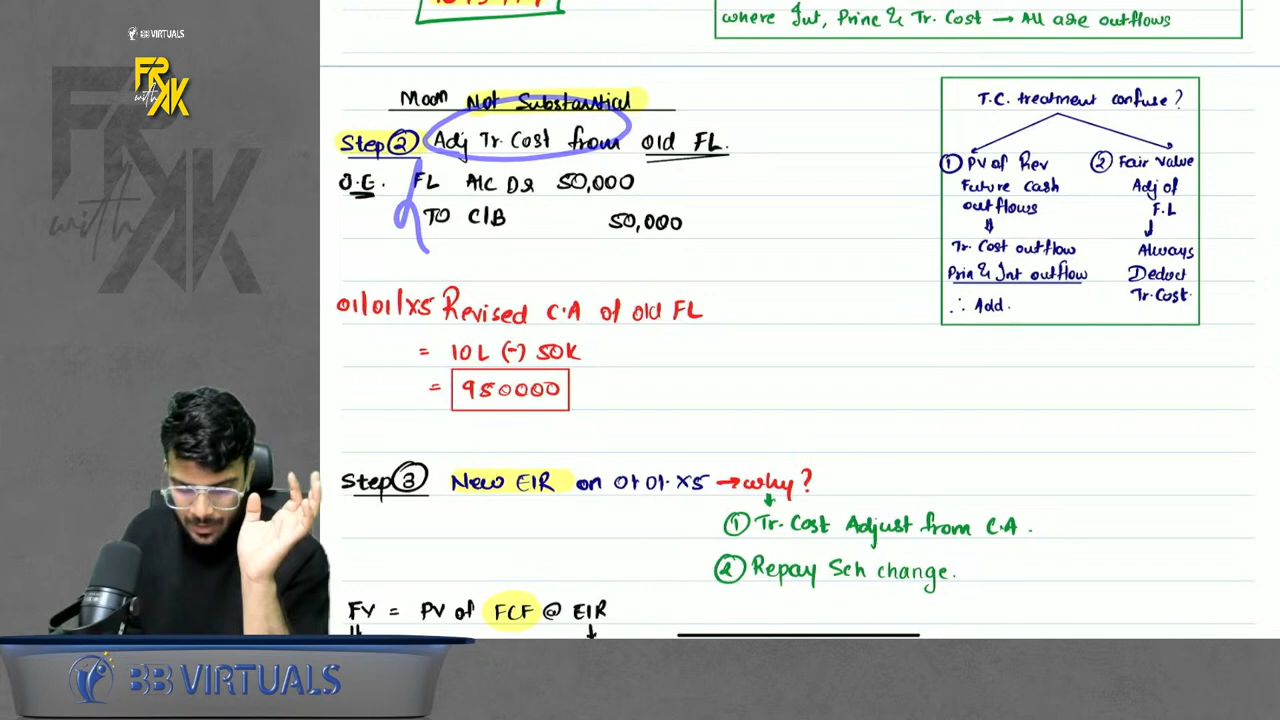 where Int, Princ & Tr. Cost → All are outflows
BB VIRTUALS
FR
with
AK
Modn Not Substantial
Step ② Adj Tr. Cost from old FL.
J.E. FL A/c Dr 50,000
To C/B 50,000
01/01/X5 Revised C.A of old FL
= 10L (-) 50K
= 950000
T.C. treatment confuse?
① PV of Rev
Future Cash
outflows
⇓
Tr. Cost outflow
Prin & Int outflow
∴ Add.
② Fair Value
Adj of
F.L
↓
Always
Deduct
Tr. Cost.
Step ③ New EIR on 01.01.X5 → why?
① Tr. Cost Adjust from C.A.
② Repay Sch change.
FV = PV of FCF @ EIR
BB VIRTUALS